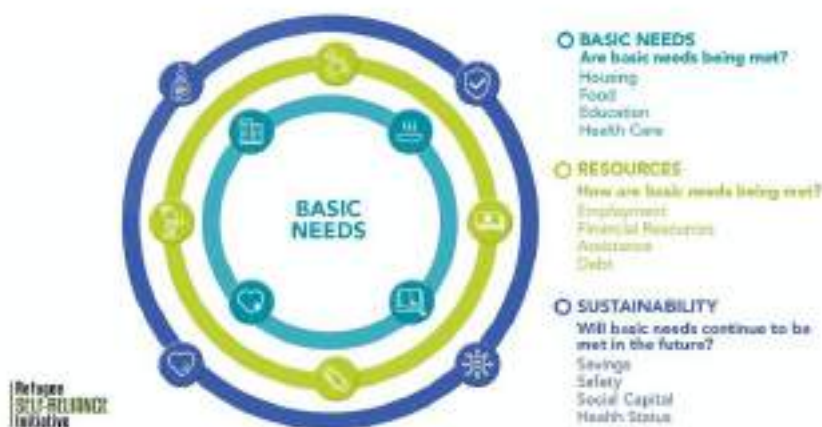 BASIC
NEEDS
BASIC NEEDS
Are basic needs being met?
Housing
Food
Education
Health Care
RESOURCES
How are basic needs being met?
Employment
Financial Resources
Assistance
Debt
SUSTAINABILITY
Will basic needs continue to be
met in the future?
Savings
Safety
Social Capital
Health Status
Refugee
SELF-RELIANCE
Initiative